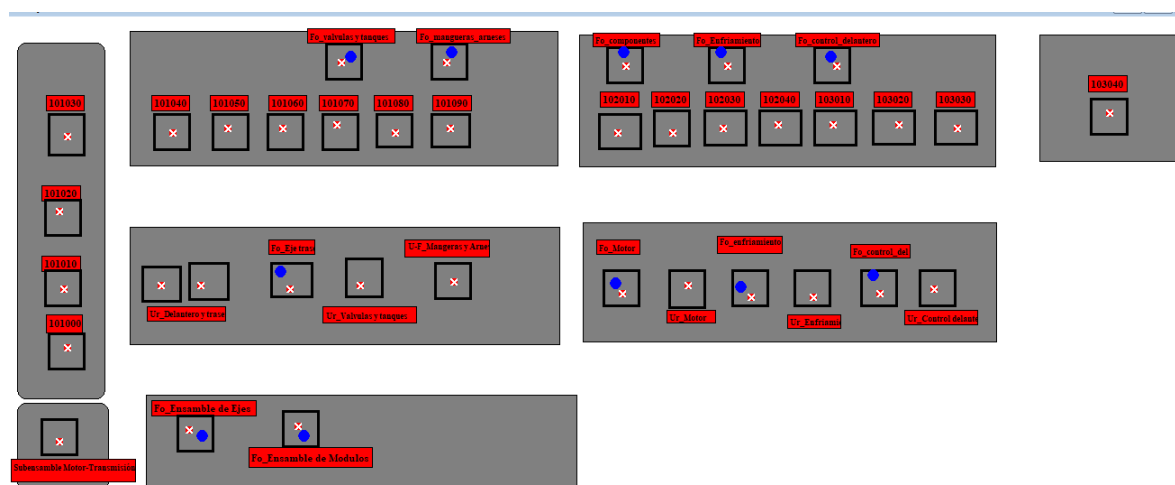 Fo_valvulas y tanques
Fo_mangueras_arneses
Fo_componentes
Fo_Enfriamiento
Fo_control_delantero
101030
101040
101050
101060
101070
101080
101090
102010
102020
102030
102040
103010
103020
103030
103040
101020
101010
101000
Fo_Eje tras
U-F_Mangeras y Arnes
Ur_Delantero y trase
Ur_Valvulas y tanques
Fo_Motor
Fo_enfriamiento
Fo_control_del
Ur_Motor
Ur_Enfriamie
Ur_Control delante
Fo_Ensamble de Ejes
Fo_Ensamble de Modulos
Subensamble Motor-Transmisión